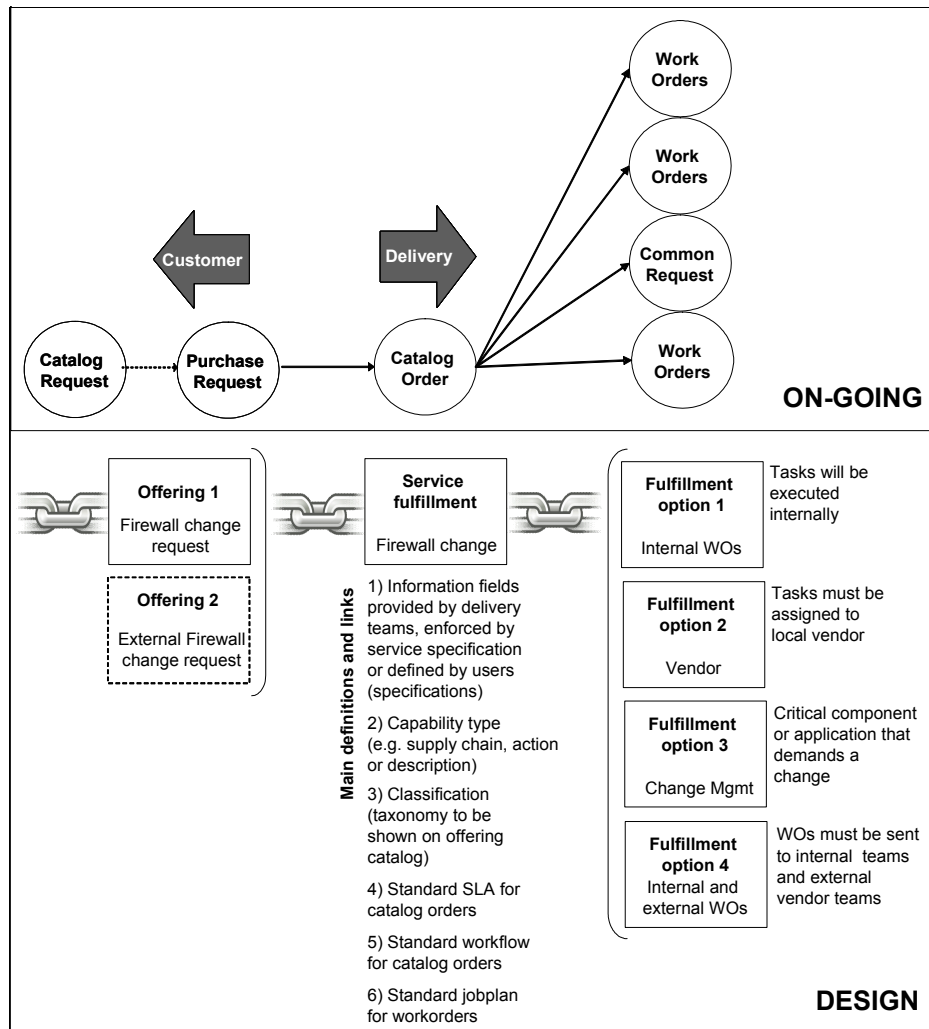 Work
Orders
Work
Orders
Customer
Delivery
Common
Request
Catalog
Request
Purchase
Request
Catalog
Order
Work
Orders
ON-GOING
Offering 1
Firewall change
request
Offering 2
External Firewall
change request
Service
fulfillment
Firewall change
Main definitions and links
1) Information fields
provided by delivery
teams, enforced by
service specification
or defined by users
(specifications)
2) Capability type
(e.g. supply chain, action
or description)
3) Classification
(taxonomy to be
shown on offering
catalog)
4) Standard SLA for
catalog orders
5) Standard workflow
for catalog orders
6) Standard jobplan
for workorders
Fulfillment
option 1
Internal WOs
Tasks will be
executed
internally
Fulfillment
option 2
Vendor
Tasks must be
assigned to
local vendor
Fulfillment
option 3
Change Mgmt
Critical component
or application that
demands a
change
Fulfillment
option 4
Internal and
external WOs
WOs must be sent
to internal teams
and external
vendor teams
DESIGN